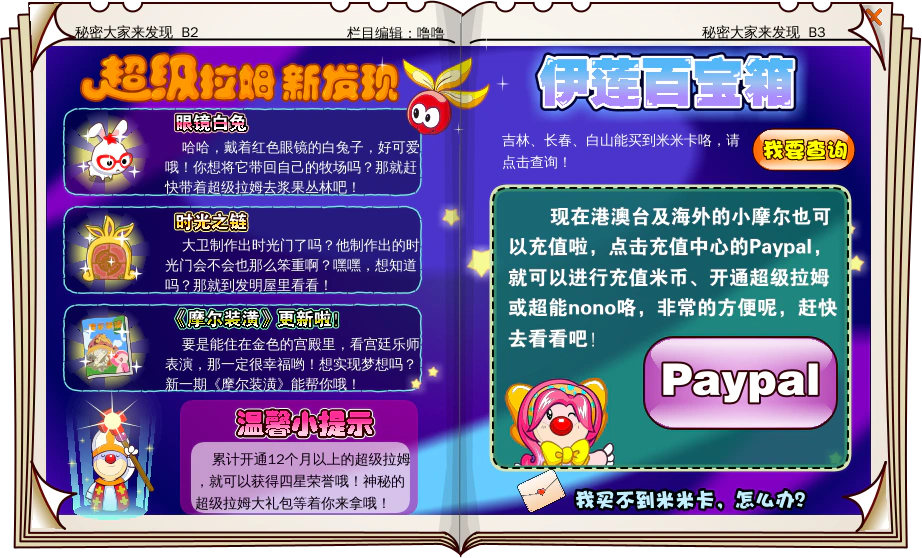 秘密大家来发现 B2
栏目编辑：噜噜
超级拉姆新发现
眼镜白兔
哈哈，戴着红色眼镜的白兔子，好可爱
哦！你想将它带回自己的牧场吗？那就赶
快带着超级拉姆去浆果丛林吧！
时光之链
大卫制作出时光门了吗？他制作出的时
光门会不会也那么笨重啊？嘿嘿，想知道
吗？那就到发明屋里看看！
《摩尔装潢》更新啦!
要是能住在金色的宫殿里，看宫廷乐师
表演，那一定很幸福哟！想实现梦想吗？
新一期《摩尔装潢》能帮你哦！
温馨小提示
累计开通12个月以上的超级拉姆
，就可以获得四星荣誉哦！神秘的
超级拉姆大礼包等着你来拿哦！
秘密大家来发现 B3
伊莲百宝箱
吉林、长春、白山能买到米米卡咯，请
点击查询！
我要查询
现在港澳台及海外的小摩尔也可
以充值啦，点击充值中心的Paypal，
就可以进行充值米币、开通超级拉姆
或超能nono咯，非常的方便呢，赶快
去看看吧！
Paypal
我买不到米米卡，怎么办?